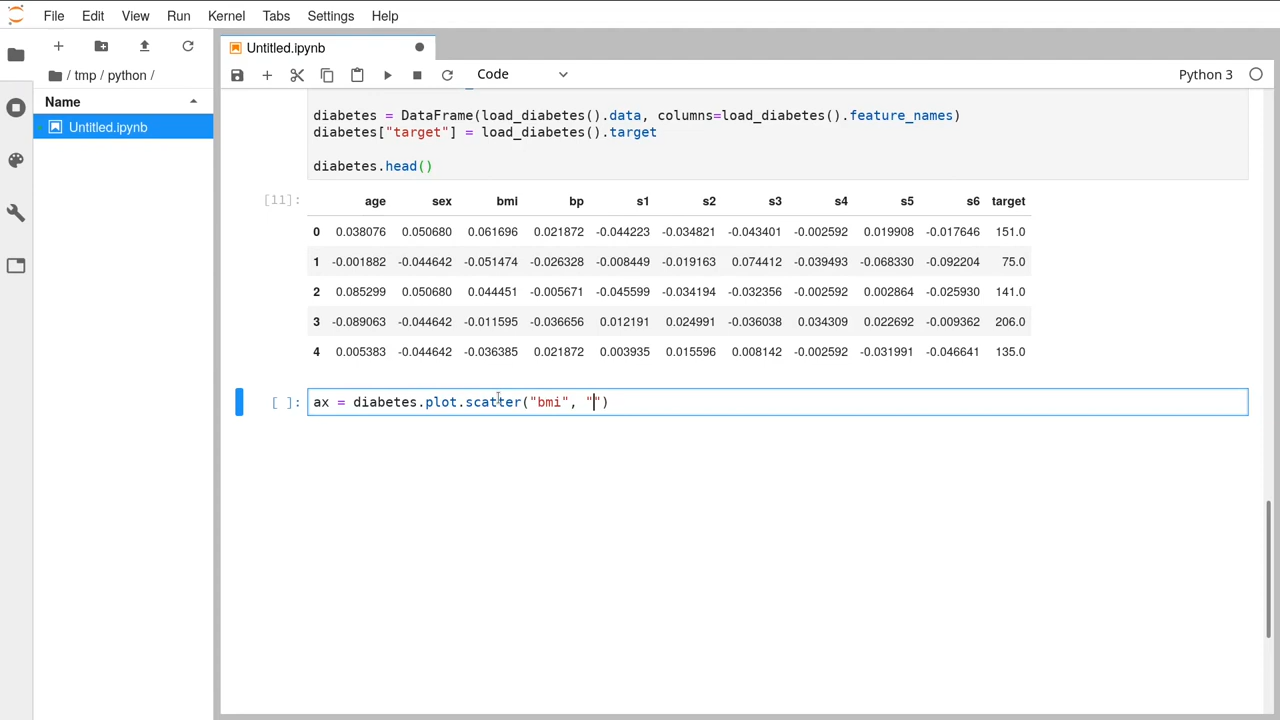 File Edit View Run Kernel Tabs Settings Help
Untitled.ipynb
Code Python 3
/ tmp / python /
Name
Untitled.ipynb
diabetes = DataFrame(load_diabetes().data, columns=load_diabetes().feature_names)
diabetes["target"] = load_diabetes().target
diabetes.head()
[11]:
age sex bmi bp s1 s2 s3 s4 s5 s6 target
0 0.038076 0.050680 0.061696 0.021872 -0.044223 -0.034821 -0.043401 -0.002592 0.019908 -0.017646 151.0
1 -0.001882 -0.044642 -0.051474 -0.026328 -0.008449 -0.019163 0.074412 -0.039493 -0.068330 -0.092204 75.0
2 0.085299 0.050680 0.044451 -0.005671 -0.045599 -0.034194 -0.032356 -0.002592 0.002864 -0.025930 141.0
3 -0.089063 -0.044642 -0.011595 -0.036656 0.012191 0.024991 -0.036038 0.034309 0.022692 -0.009362 206.0
4 0.005383 -0.044642 -0.036385 0.021872 0.003935 0.015596 0.008142 -0.002592 -0.031991 -0.046641 135.0
[ ]: ax = diabetes.plot.scatter("bmi", "")